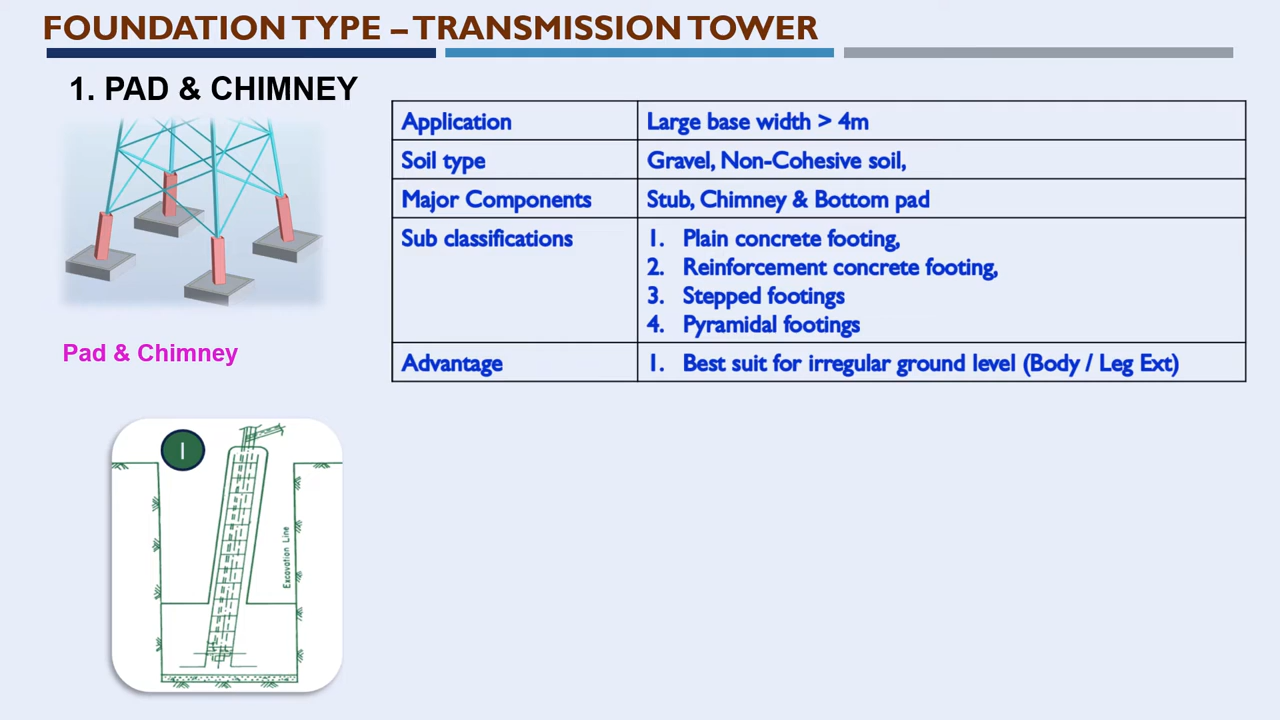 FOUNDATION TYPE – TRANSMISSION TOWER
1. PAD & CHIMNEY
Application
Large base width > 4m
Soil type
Gravel, Non-Cohesive soil,
Major Components
Stub, Chimney & Bottom pad
Sub classifications
1. Plain concrete footing,
2. Reinforcement concrete footing,
3. Stepped footings
4. Pyramidal footings
Advantage
1. Best suit for irregular ground level (Body / Leg Ext)
Pad & Chimney
1
Excavation Line